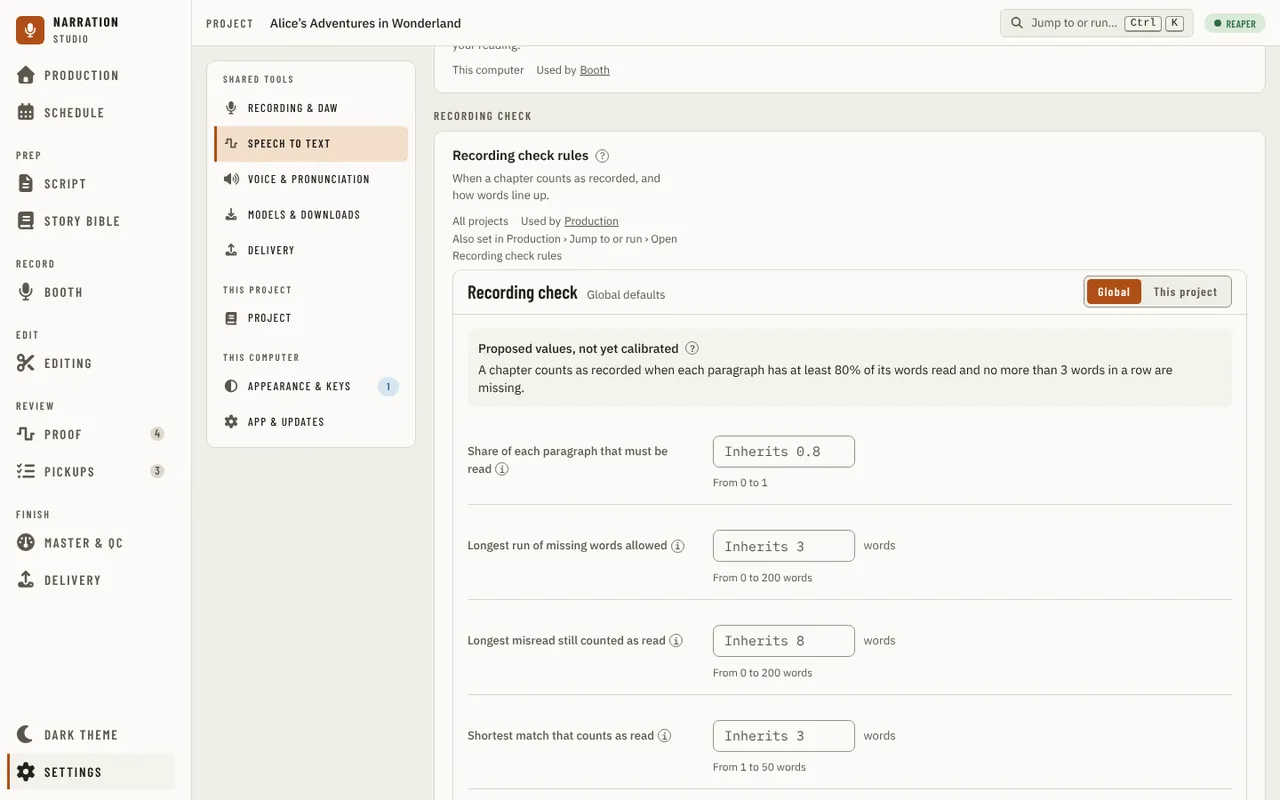 NARRATION
STUDIO
PRODUCTION
SCHEDULE
PREP
SCRIPT
STORY BIBLE
RECORD
BOOTH
EDIT
EDITING
REVIEW
PROOF 4
PICKUPS 3
FINISH
MASTER & QC
DELIVERY
DARK THEME
SETTINGS
PROJECT Alice's Adventures in Wonderland
Jump to or run... Ctrl K
REAPER
SHARED TOOLS
RECORDING & DAW
SPEECH TO TEXT
VOICE & PRONUNCIATION
MODELS & DOWNLOADS
DELIVERY
THIS PROJECT
PROJECT
THIS COMPUTER
APPEARANCE & KEYS 1
APP & UPDATES
your reading.
This computer Used by Booth
RECORDING CHECK
Recording check rules ?
When a chapter counts as recorded, and
how words line up.
All projects Used by Production
Also set in Production › Jump to or run › Open
Recording check rules
Recording check Global defaults
Global This project
Proposed values, not yet calibrated ?
A chapter counts as recorded when each paragraph has at least 80% of its words read and no more than 3 words in a row are
missing.
Share of each paragraph that must be
read i
Inherits 0.8
From 0 to 1
Longest run of missing words allowed i
Inherits 3 words
From 0 to 200 words
Longest misread still counted as read i
Inherits 8 words
From 0 to 200 words
Shortest match that counts as read i
Inherits 3 words
From 1 to 50 words